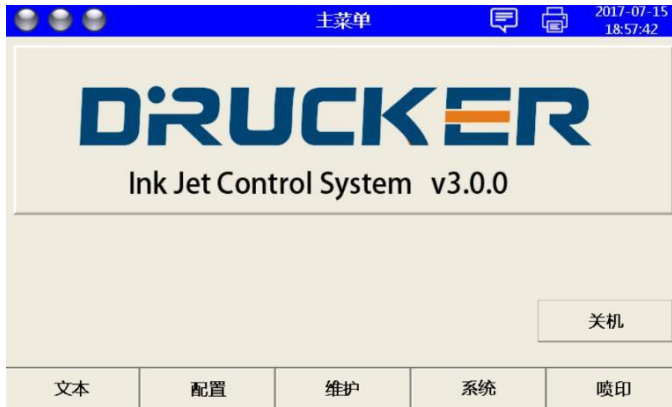 主菜单
2017-07-15
18:57:42
DRUCKER
Ink Jet Control System v3.0.0
关机
文本 配置 维护 系统 喷印